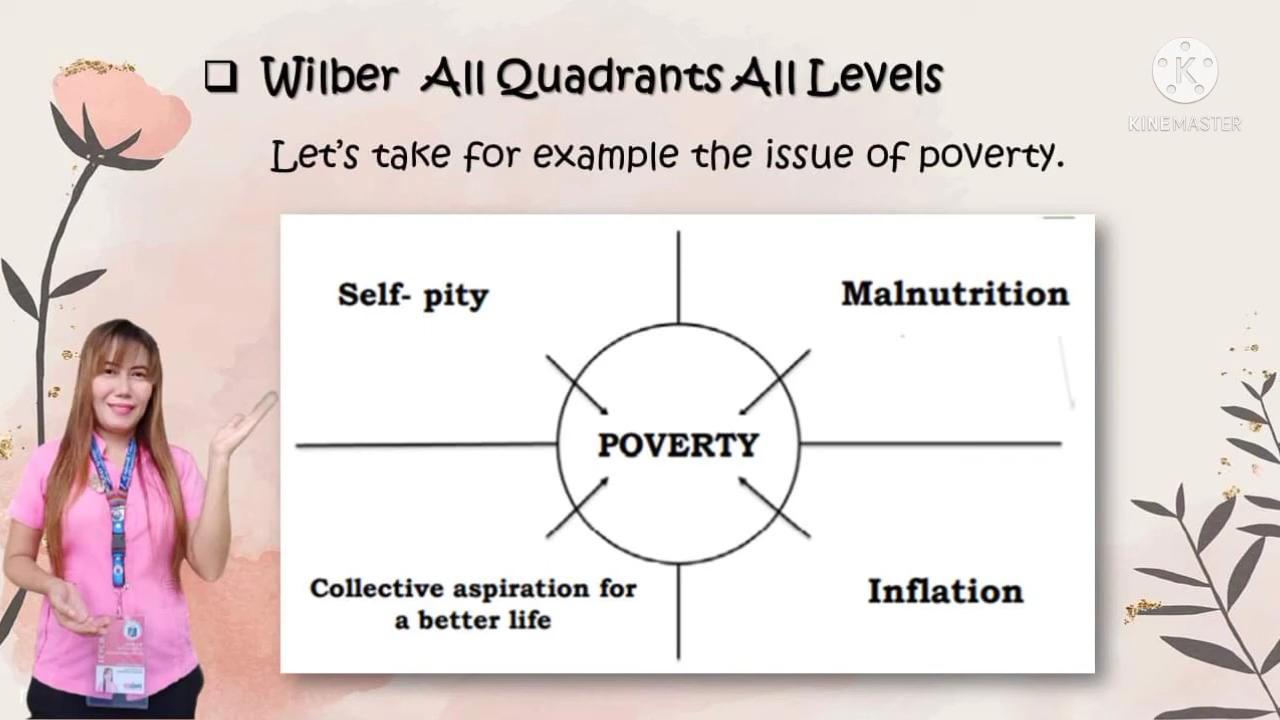 Wilber All Quadrants All Levels
Let's take for example the issue of poverty.
KINEMASTER
Self- pity
Malnutrition
POVERTY
Collective aspiration for
a better life
Inflation